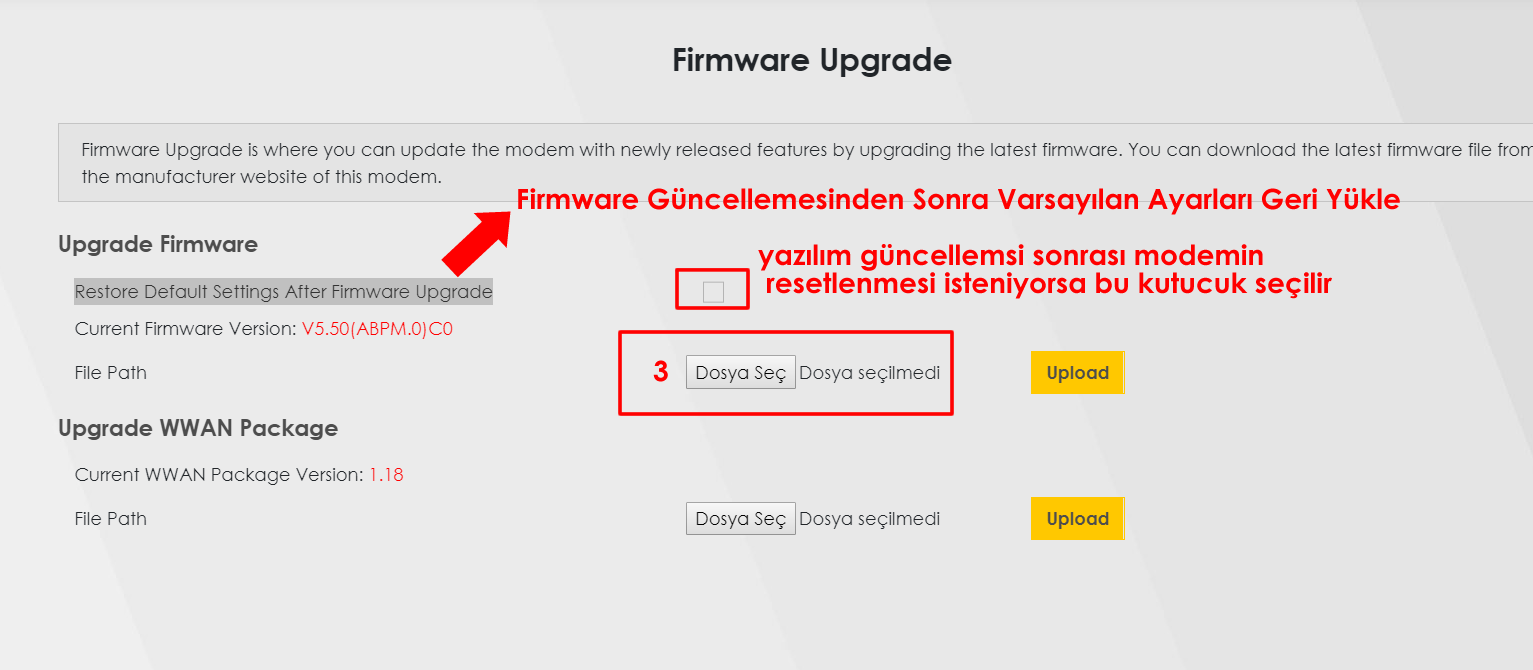 Firmware Upgrade
Firmware Upgrade is where you can update the modem with newly released features by upgrading the latest firmware. You can download the latest firmware file from
the manufacturer website of this modem.
Firmware Güncellemesinden Sonra Varsayılan Ayarları Geri Yükle
Upgrade Firmware
yazılım güncellemsi sonrası modemin
resetlenmesi isteniyorsa bu kutucuk seçilir
Restore Default Settings After Firmware Upgrade
Current Firmware Version: V5.50(ABPM.0)C0
File Path 3 Dosya Seç Dosya seçilmedi Upload
Upgrade WWAN Package
Current WWAN Package Version: 1.18
File Path Dosya Seç Dosya seçilmedi Upload